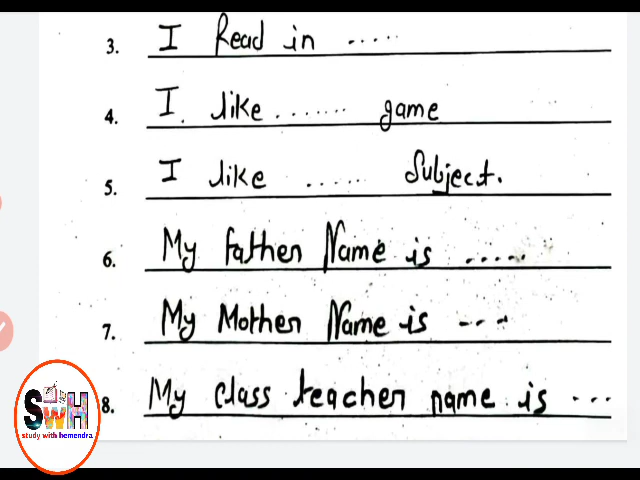 3. I Read in .....
4. I. like ....... game
5. I like ...... Subject.
6. My father Name is .....
7. My Mother Name is ---
8. My class teacher name is ...
SWH
study with hemendra